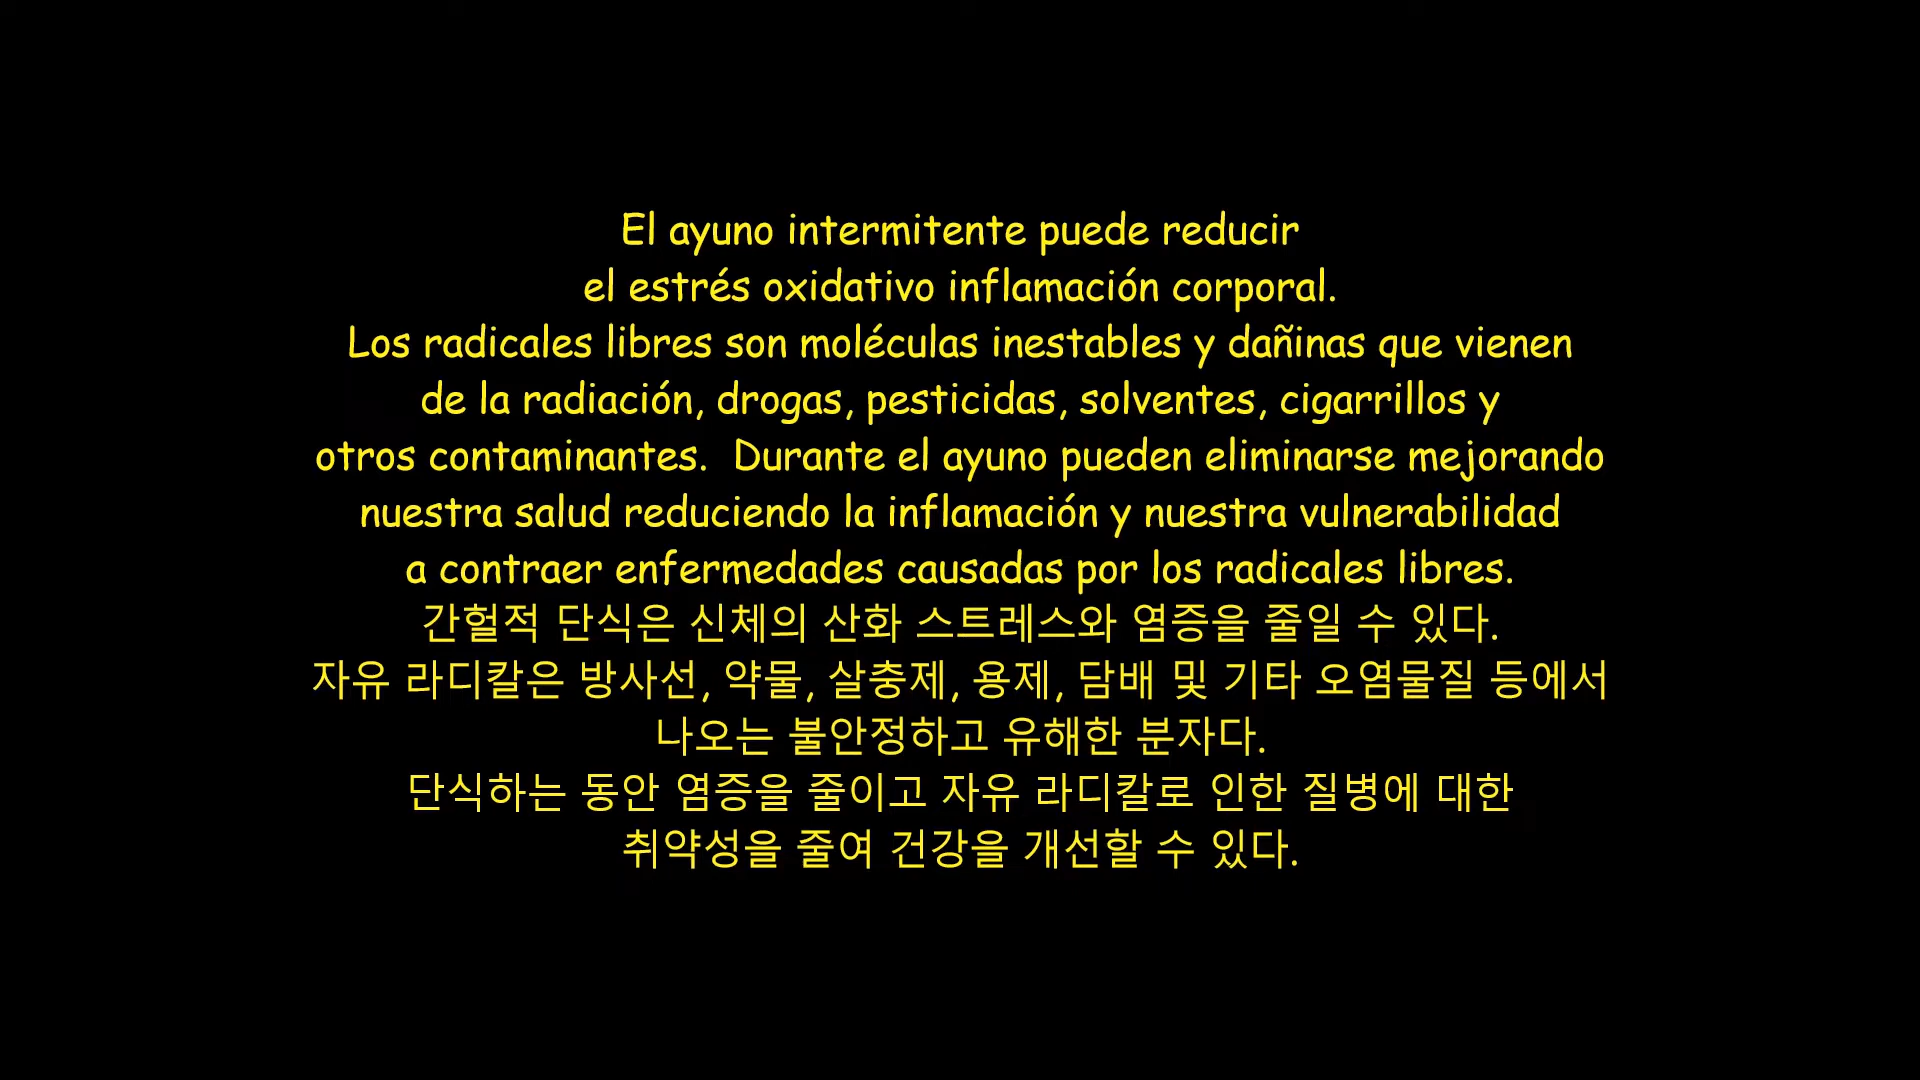 El ayuno intermitente puede reducir
el estrés oxidativo inflamación corporal.
Los radicales libres son moléculas inestables y dañinas que vienen
de la radiación, drogas, pesticidas, solventes, cigarrillos y
otros contaminantes.  Durante el ayuno pueden eliminarse mejorando
nuestra salud reduciendo la inflamación y nuestra vulnerabilidad
a contraer enfermedades causadas por los radicales libres.
간헐적 단식은 신체의 산화 스트레스와 염증을 줄일 수 있다.
자유 라디칼은 방사선, 약물, 살충제, 용제, 담배 및 기타 오염물질 등에서
나오는 불안정하고 유해한 분자다.
단식하는 동안 염증을 줄이고 자유 라디칼로 인한 질병에 대한
취약성을 줄여 건강을 개선할 수 있다.